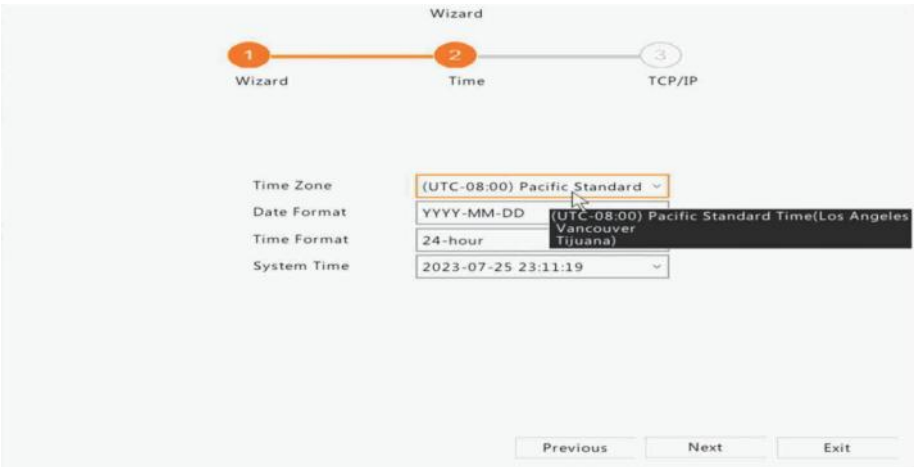 Wizard
1 2 3
Wizard Time TCP/IP
Time Zone (UTC-08:00) Pacific Standard
Date Format YYYY-MM-DD
(UTC-08:00) Pacific Standard Time(Los Angeles
Vancouver
Tijuana)
Time Format 24-hour
System Time 2023-07-25 23:11:19
Previous Next Exit